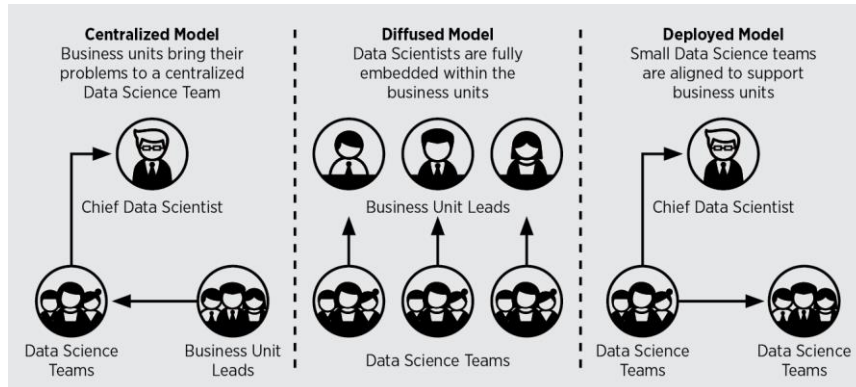 Centralized Model
Business units bring their
problems to a centralized
Data Science Team
Chief Data Scientist
Data Science
Teams
Business Unit
Leads
Diffused Model
Data Scientists are fully
embedded within the
business units
Business Unit Leads
Data Science Teams
Deployed Model
Small Data Science teams
are aligned to support
business units
Chief Data Scientist
Data Science
Teams
Data Science
Teams